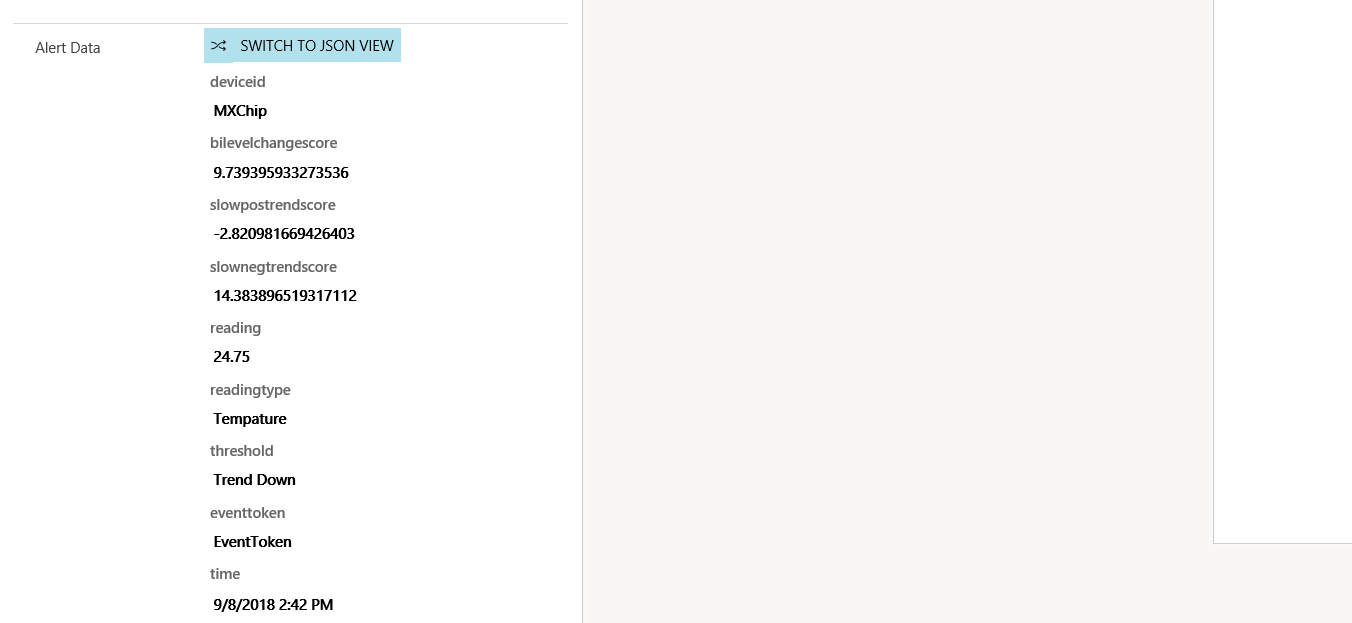 Alert Data
SWITCH TO JSON VIEW
deviceid
MXChip
bilevelchangescore
9.739395933273536
slowpostrendscore
-2.820981669426403
slownegtrendscore
14.383896519317112
reading
24.75
readingtype
Tempature
threshold
Trend Down
eventtoken
EventToken
time
9/8/2018 2:42 PM